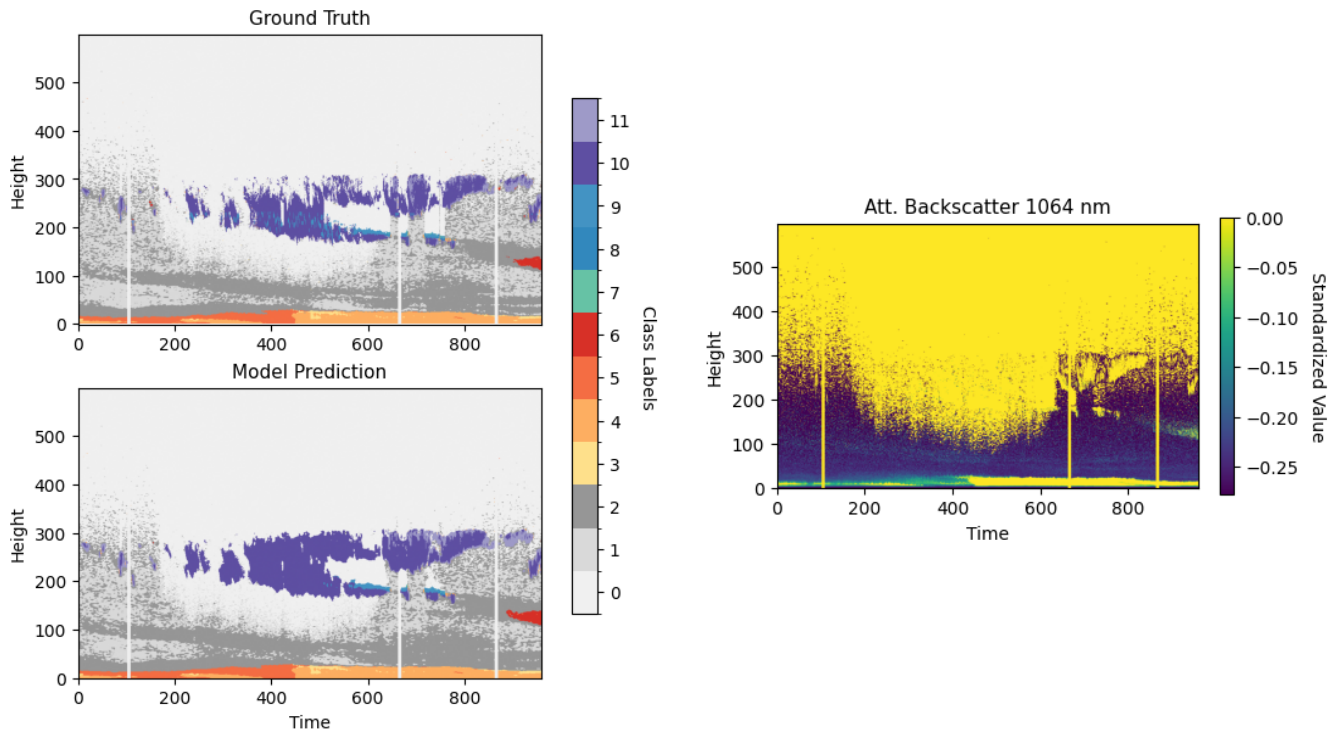 Ground Truth
500
400
300
200
100
0
Height
0 200 400 600 800
Model Prediction
500
400
300
200
100
0
Height
0 200 400 600 800
Time
11
10
9
8
7
6
5
4
3
2
1
0
Class Labels
Att. Backscatter 1064 nm
500
400
300
200
100
0
Height
0 200 400 600 800
Time
0.00
−0.05
−0.10
−0.15
−0.20
−0.25
Standardized Value